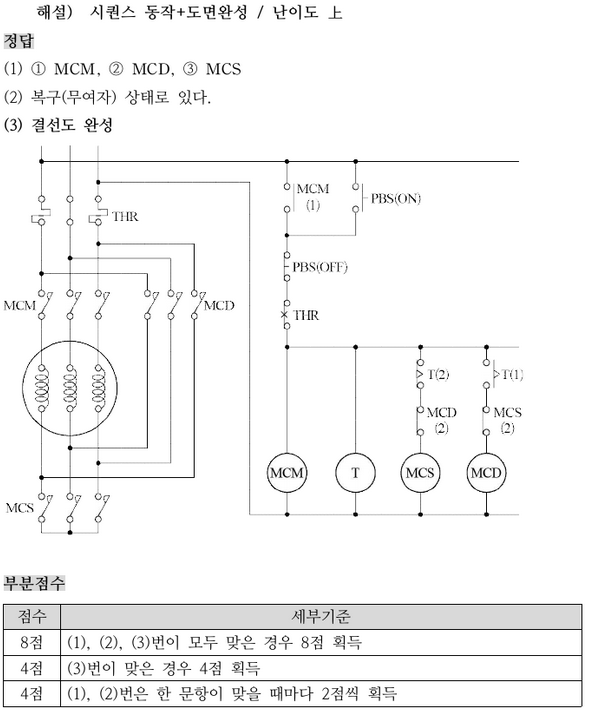 해설) 시퀀스 동작+도면완성 / 난이도 上
정답
(1) ① MCM, ② MCD, ③ MCS
(2) 복구(무여자) 상태로 있다.
(3) 결선도 완성
MCM
(1)
PBS(ON)
THR
PBS(OFF)
MCM
MCD
THR
T(2)
T(1)
MCD
(2)
MCS
(2)
MCM
T
MCS
MCD
MCS
부분점수
점수 세부기준
8점 (1), (2), (3)번이 모두 맞은 경우 8점 획득
4점 (3)번이 맞은 경우 4점 획득
4점 (1), (2)번은 한 문항이 맞을 때마다 2점씩 획득